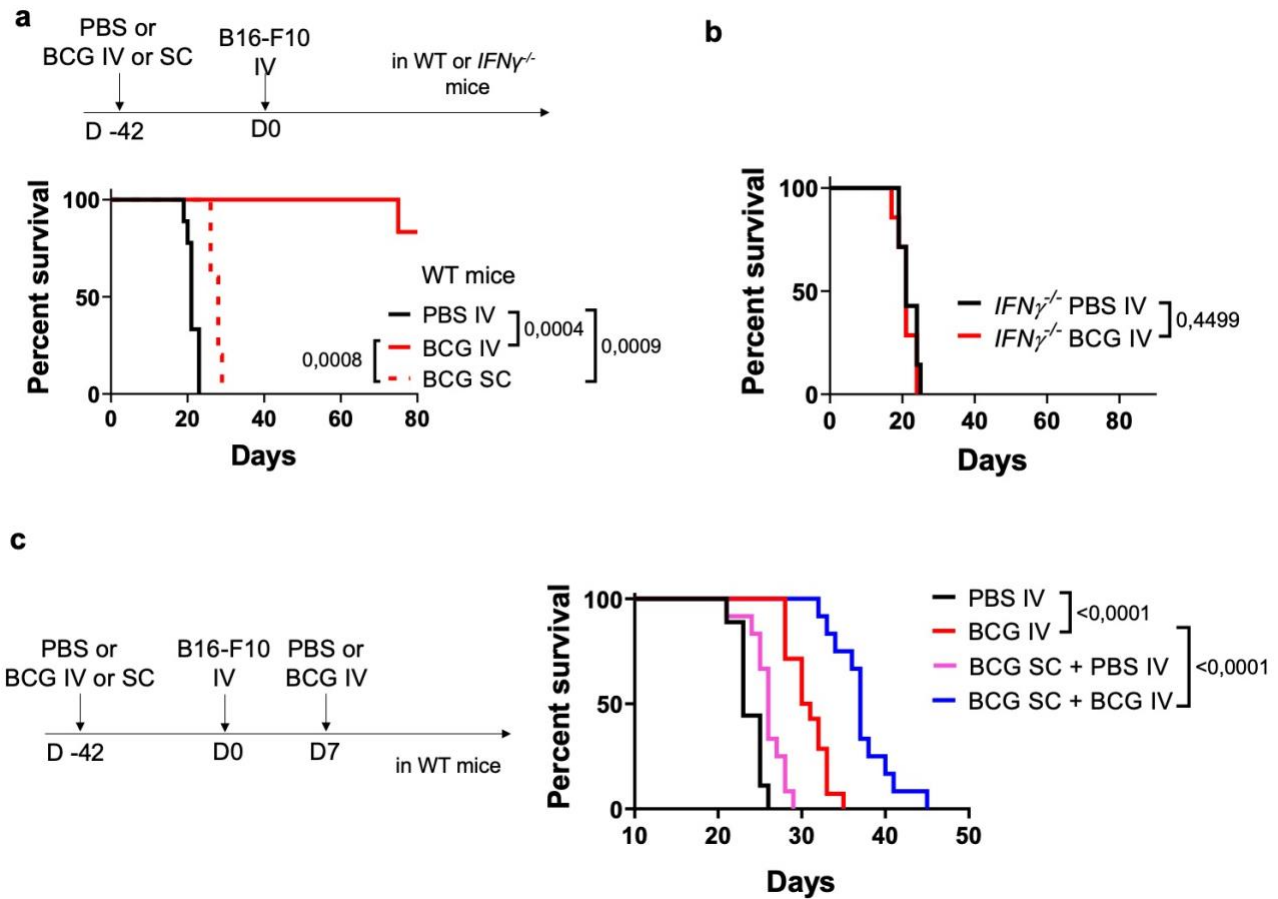 a
PBS or
BCG IV or SC
B16-F10
IV
in WT or IFNγ-/-
mice
D -42
D0
Percent survival
100
50
0
0 20 40 60 80
Days
WT mice
PBS IV
BCG IV
BCG SC
0,0004
0,0009
0,0008
b
Percent survival
100
50
0
0 20 40 60 80
Days
IFNγ-/- PBS IV
IFNγ-/- BCG IV
0,4499
c
PBS or
BCG IV or SC
B16-F10
IV
PBS or
BCG IV
D -42
D0
D7
in WT mice
Percent survival
100
50
0
10 20 30 40 50
Days
PBS IV
BCG IV
BCG SC + PBS IV
BCG SC + BCG IV
<0,0001
<0,0001